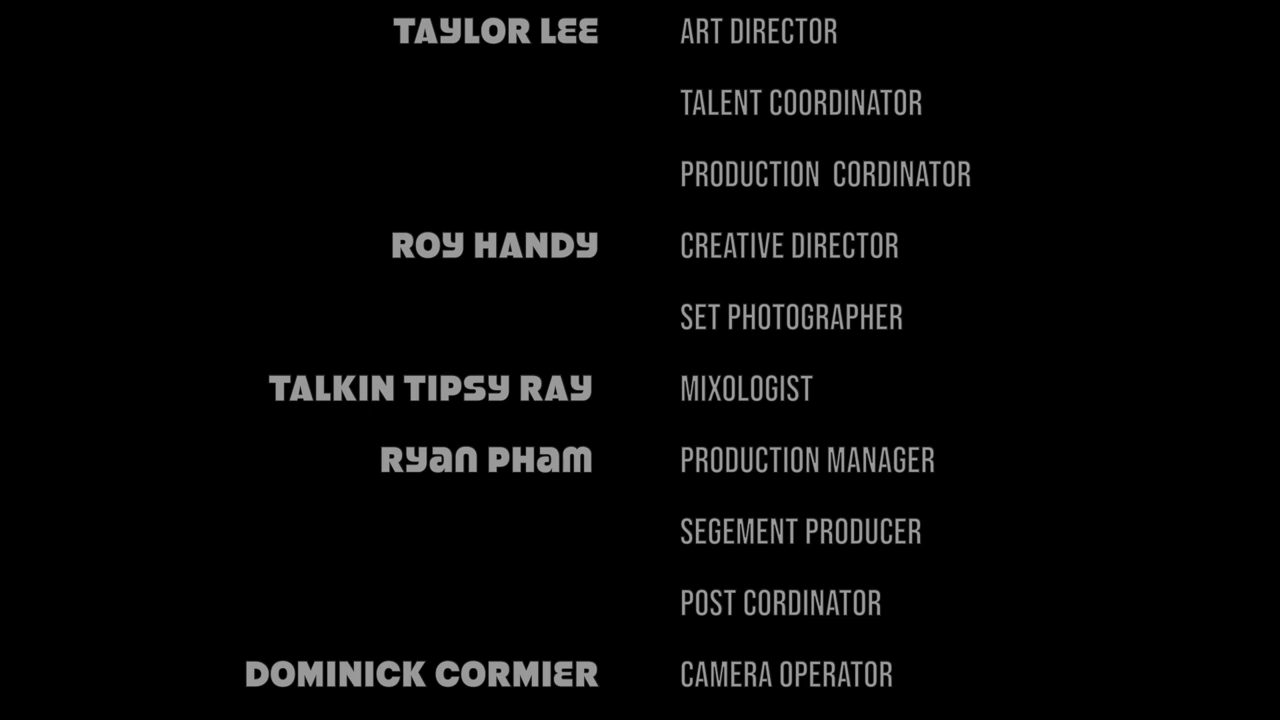 TAYLOR LEE ART DIRECTOR
TALENT COORDINATOR
PRODUCTION CORDINATOR
ROY HANDY CREATIVE DIRECTOR
SET PHOTOGRAPHER
TALKIN TIPSY RAY MIXOLOGIST
RYAN PHAM PRODUCTION MANAGER
SEGEMENT PRODUCER
POST CORDINATOR
DOMINICK CORMIER CAMERA OPERATOR